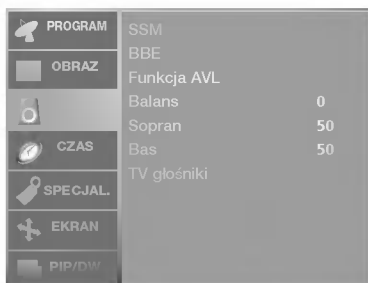 PROGRAM
OBRAZ
CZAS
SPECJAL.
EKRAN
PIP/DW
SSM
BBE
Funkcja AVL
Balans 0
Sopran 50
Bas 50
TV głośniki